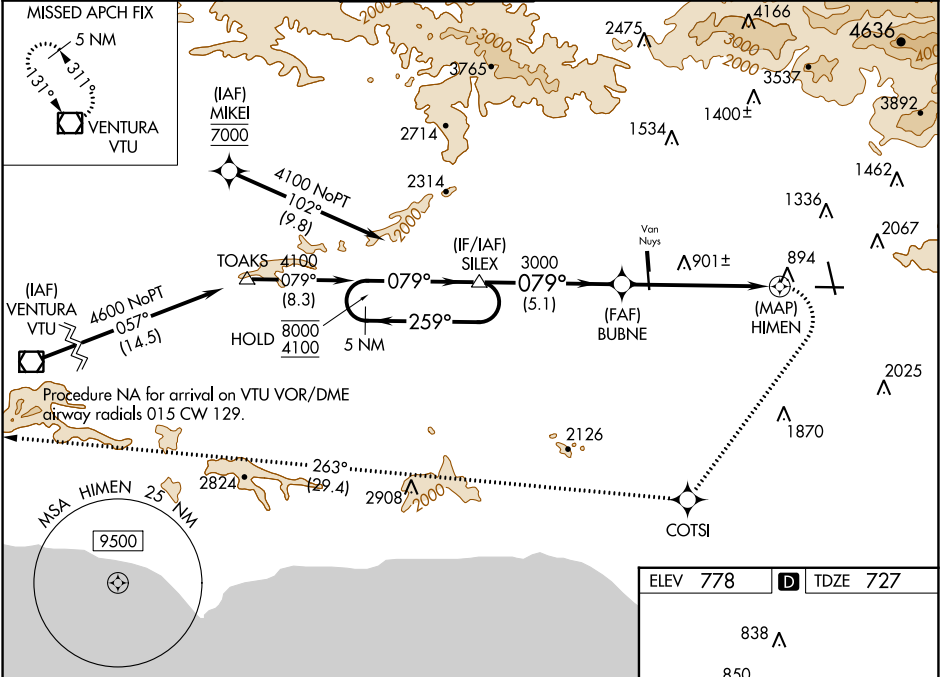 MISSED APCH FIX
5 NM
311°
131°
VENTURA
VTU
(IAF)
MIKEI
7000
4100 NoPT
102°
(9.8)
2000
3000
3765
2714
2314
2000
2475
4166
3000
2000
3537
4636
400
3892
1400±
1534
1462
1336
2067
TOAKS
4100
079°
(8.3)
(IF/IAF)
SILEX
079°
3000
079°
(5.1)
Van
Nuys
901±
894
(FAF)
BUBNE
(MAP)
HIMEN
(IAF)
VENTURA
VTU
4600 NoPT
057°
(14.5)
HOLD
8000
4100
259°
5 NM
Procedure NA for arrival on VTU VOR/DME
airway radials 015 CW 129.
2025
1870
2126
263°
(29.4)
2824
2908
2000
COTSI
MSA HIMEN 25 NM
9500
ELEV 778
D
TDZE 727
838
850